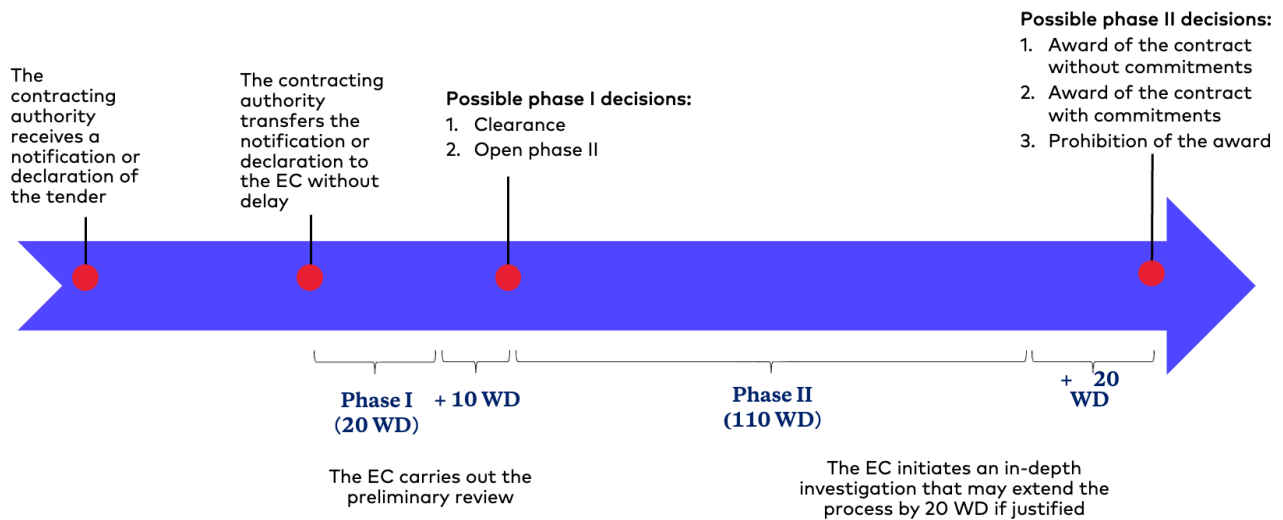 The
contracting
authority
receives a
notification or
declaration of
the tender
The contracting
authority
transfers the
notification or
declaration to
the EC without
delay
Possible phase I decisions:
1. Clearance
2. Open phase II
Possible phase II decisions:
1. Award of the contract
without commitments
2. Award of the contract
with commitments
3. Prohibition of the award
Phase I
(20 WD)
+ 10 WD
Phase II
(110 WD)
+ 20
WD
The EC carries out the
preliminary review
The EC initiates an in-depth
investigation that may extend the
process by 20 WD if justified